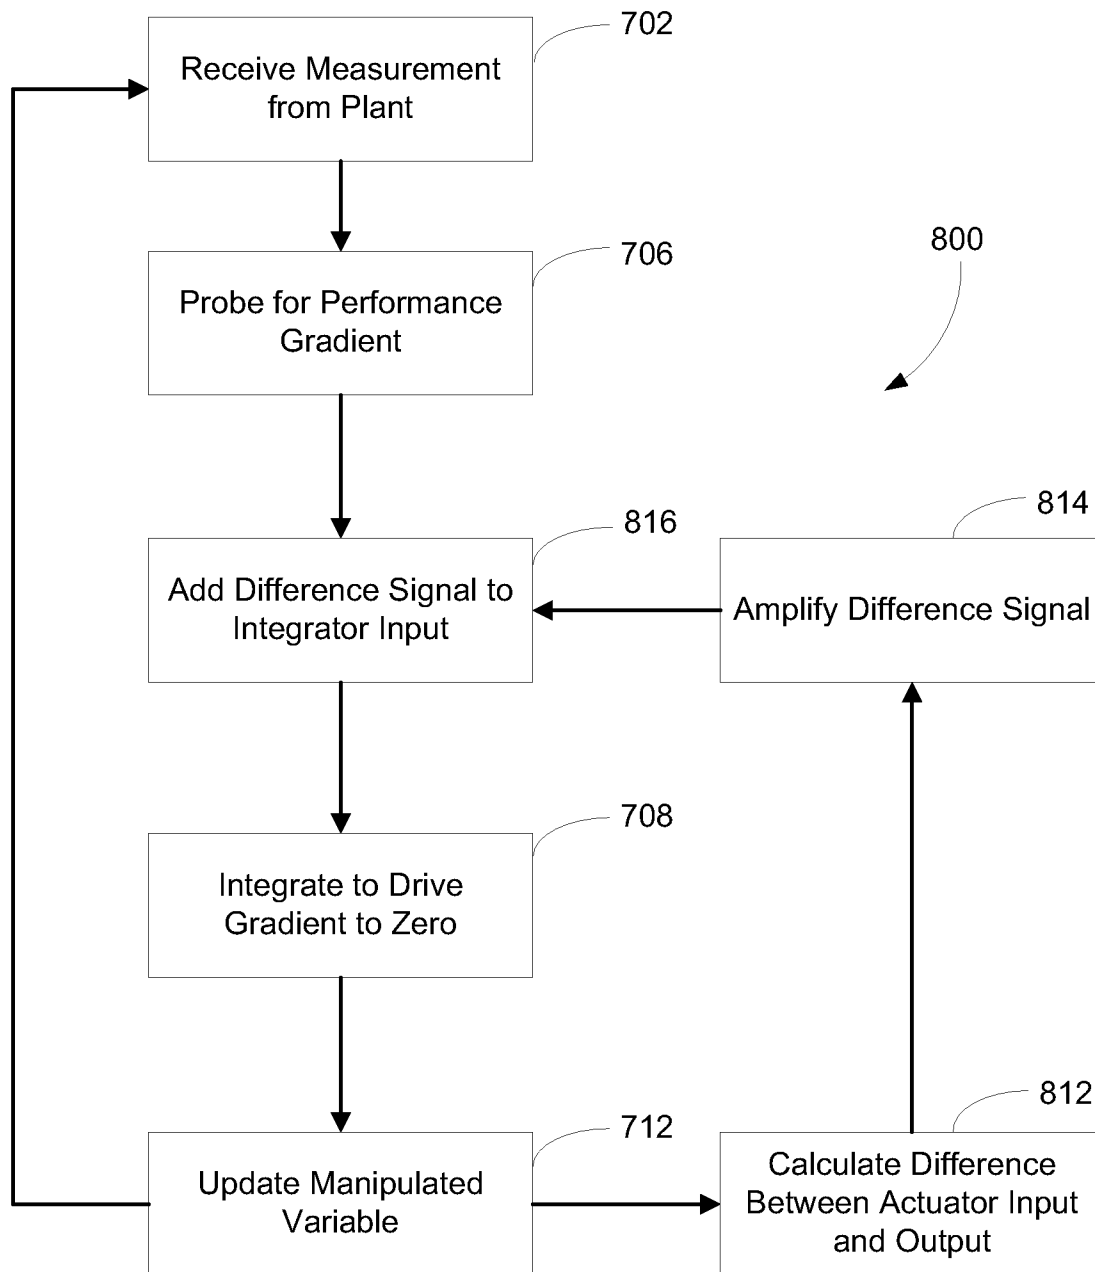 702
Receive Measurement
from Plant
706
Probe for Performance
Gradient
800
816
Add Difference Signal to
Integrator Input
814
Amplify Difference Signal
708
Integrate to Drive
Gradient to Zero
712
Update Manipulated
Variable
812
Calculate Difference
Between Actuator Input
and Output